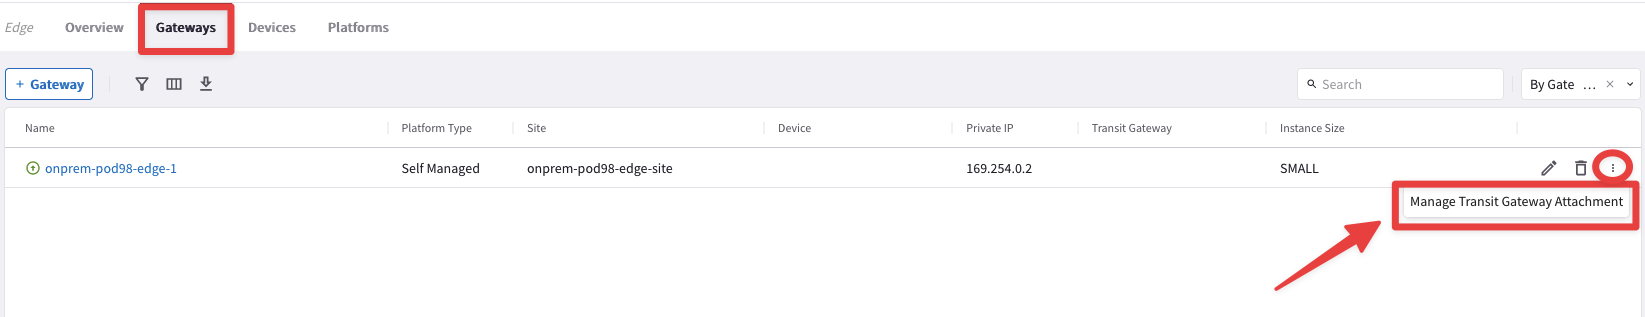 Edge Overview Gateways Devices Platforms
+ Gateway Search By Gate ...
Name Platform Type Site Device Private IP Transit Gateway Instance Size
onprem-pod98-edge-1 Self Managed onprem-pod98-edge-site 169.254.0.2 SMALL
Manage Transit Gateway Attachment